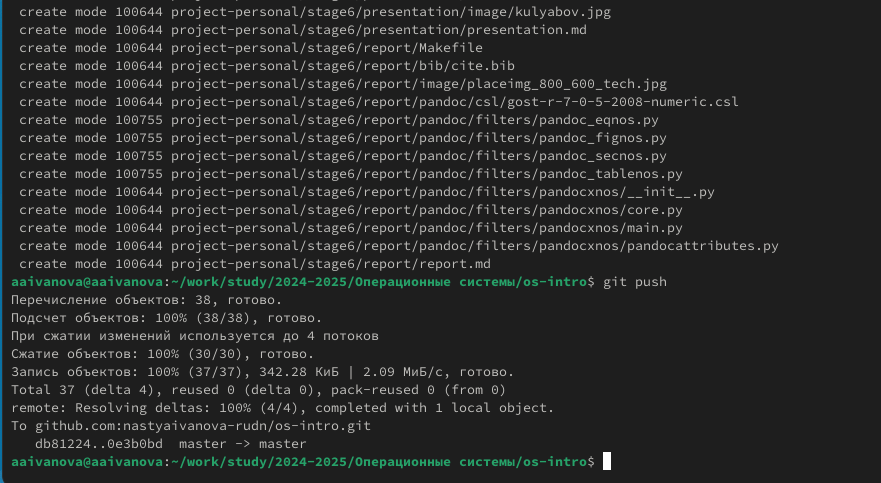 create mode 100644 project-personal/stage6/presentation/image/kulyabov.jpg
create mode 100644 project-personal/stage6/presentation/presentation.md
create mode 100644 project-personal/stage6/report/Makefile
create mode 100644 project-personal/stage6/report/bib/cite.bib
create mode 100644 project-personal/stage6/report/image/placeimg_800_600_tech.jpg
create mode 100644 project-personal/stage6/report/pandoc/csl/gost-r-7-0-5-2008-numeric.csl
create mode 100755 project-personal/stage6/report/pandoc/filters/pandoc_eqnos.py
create mode 100755 project-personal/stage6/report/pandoc/filters/pandoc_fignos.py
create mode 100755 project-personal/stage6/report/pandoc/filters/pandoc_secnos.py
create mode 100755 project-personal/stage6/report/pandoc/filters/pandoc_tablenos.py
create mode 100644 project-personal/stage6/report/pandoc/filters/pandocxnos/__init__.py
create mode 100644 project-personal/stage6/report/pandoc/filters/pandocxnos/core.py
create mode 100644 project-personal/stage6/report/pandoc/filters/pandocxnos/main.py
create mode 100644 project-personal/stage6/report/pandoc/filters/pandocxnos/pandocattributes.py
create mode 100644 project-personal/stage6/report/report.md
aaivanova@aaivanova:~/work/study/2024-2025/Операционные системы/os-intro$ git push
Перечисление объектов: 38, готово.
Подсчет объектов: 100% (38/38), готово.
При сжатии изменений используется до 4 потоков
Сжатие объектов: 100% (30/30), готово.
Запись объектов: 100% (37/37), 342.28 КиБ | 2.09 МиБ/с, готово.
Total 37 (delta 4), reused 0 (delta 0), pack-reused 0 (from 0)
remote: Resolving deltas: 100% (4/4), completed with 1 local object.
To github.com:nastyaivanova-rudn/os-intro.git
db81224..0e3b0bd  master -> master
aaivanova@aaivanova:~/work/study/2024-2025/Операционные системы/os-intro$